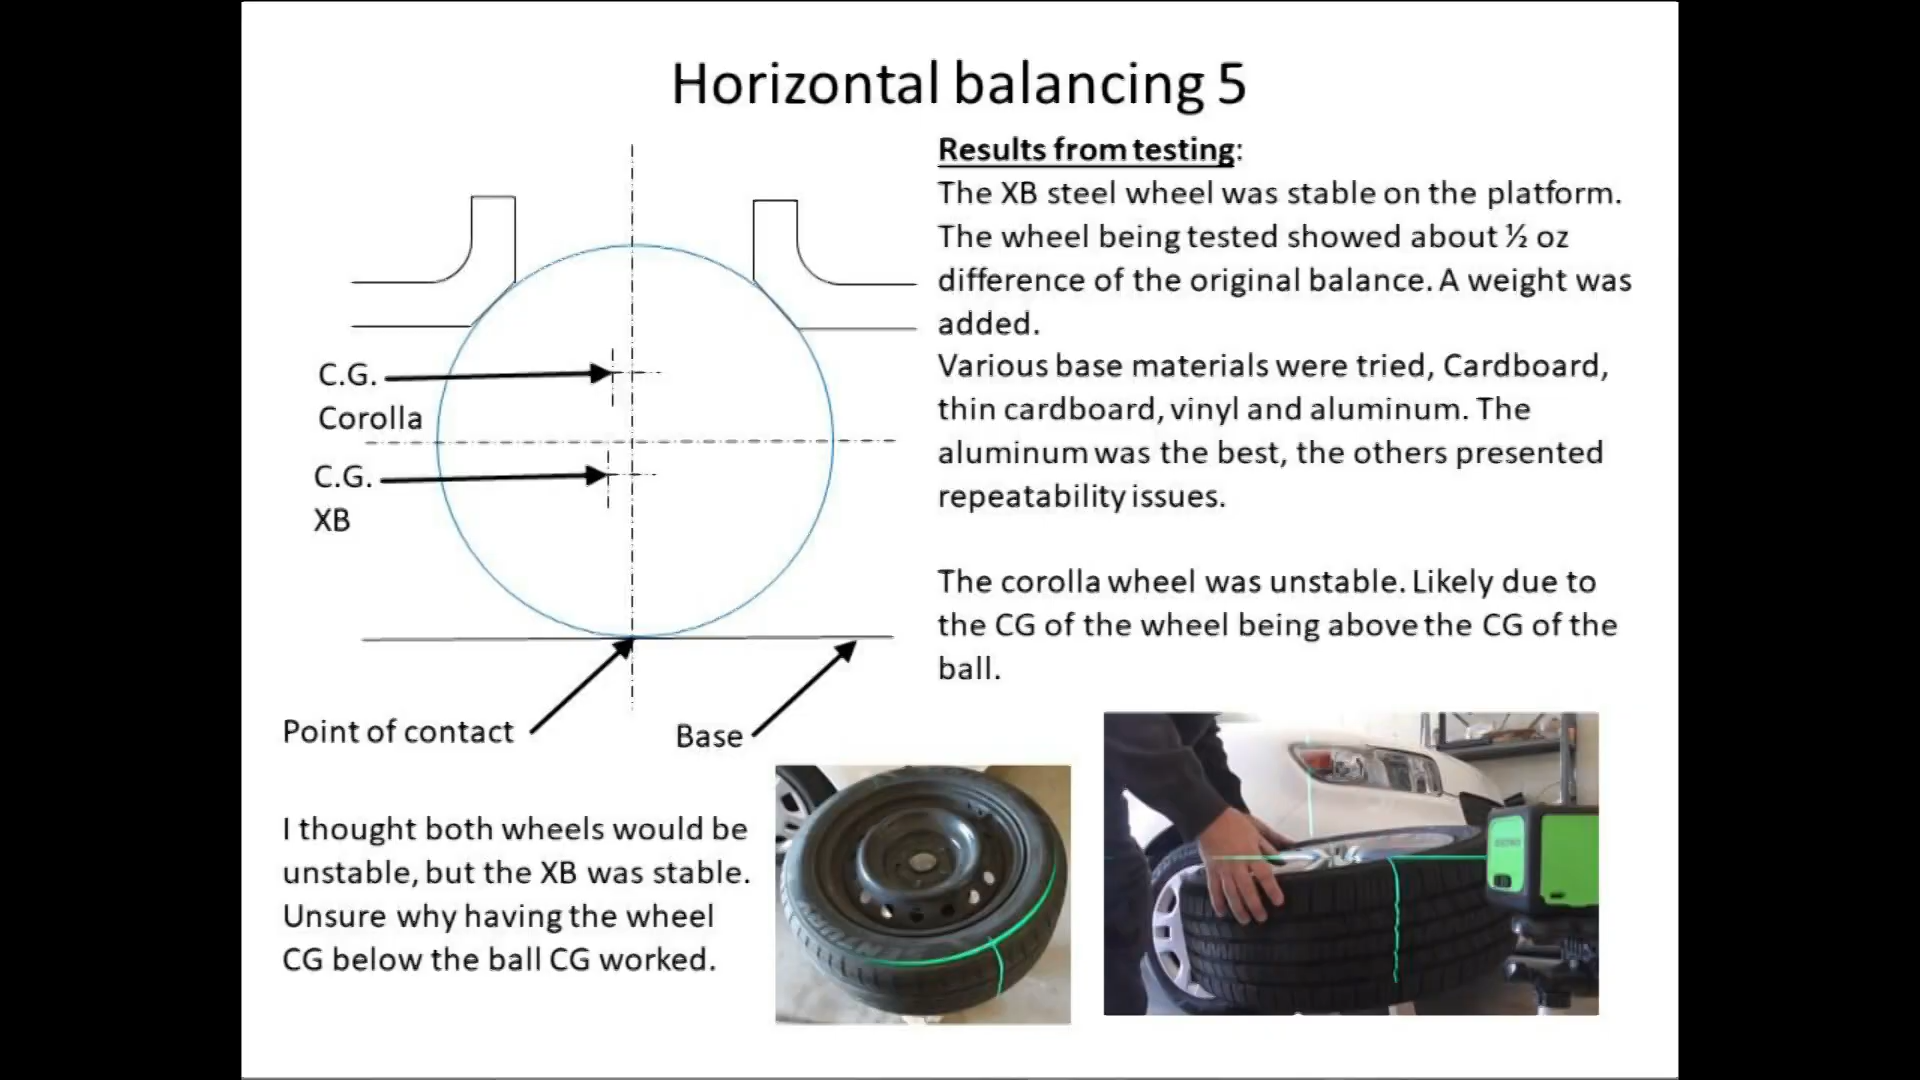 Horizontal balancing 5
Results from testing:
The XB steel wheel was stable on the platform.
The wheel being tested showed about ½ oz
difference of the original balance. A weight was
added.
Various base materials were tried, Cardboard,
thin cardboard, vinyl and aluminum. The
aluminum was the best, the others presented
repeatability issues.
The corolla wheel was unstable. Likely due to
the CG of the wheel being above the CG of the
ball.
C.G.
Corolla
C.G.
XB
Point of contact
Base
I thought both wheels would be
unstable, but the XB was stable.
Unsure why having the wheel
CG below the ball CG worked.